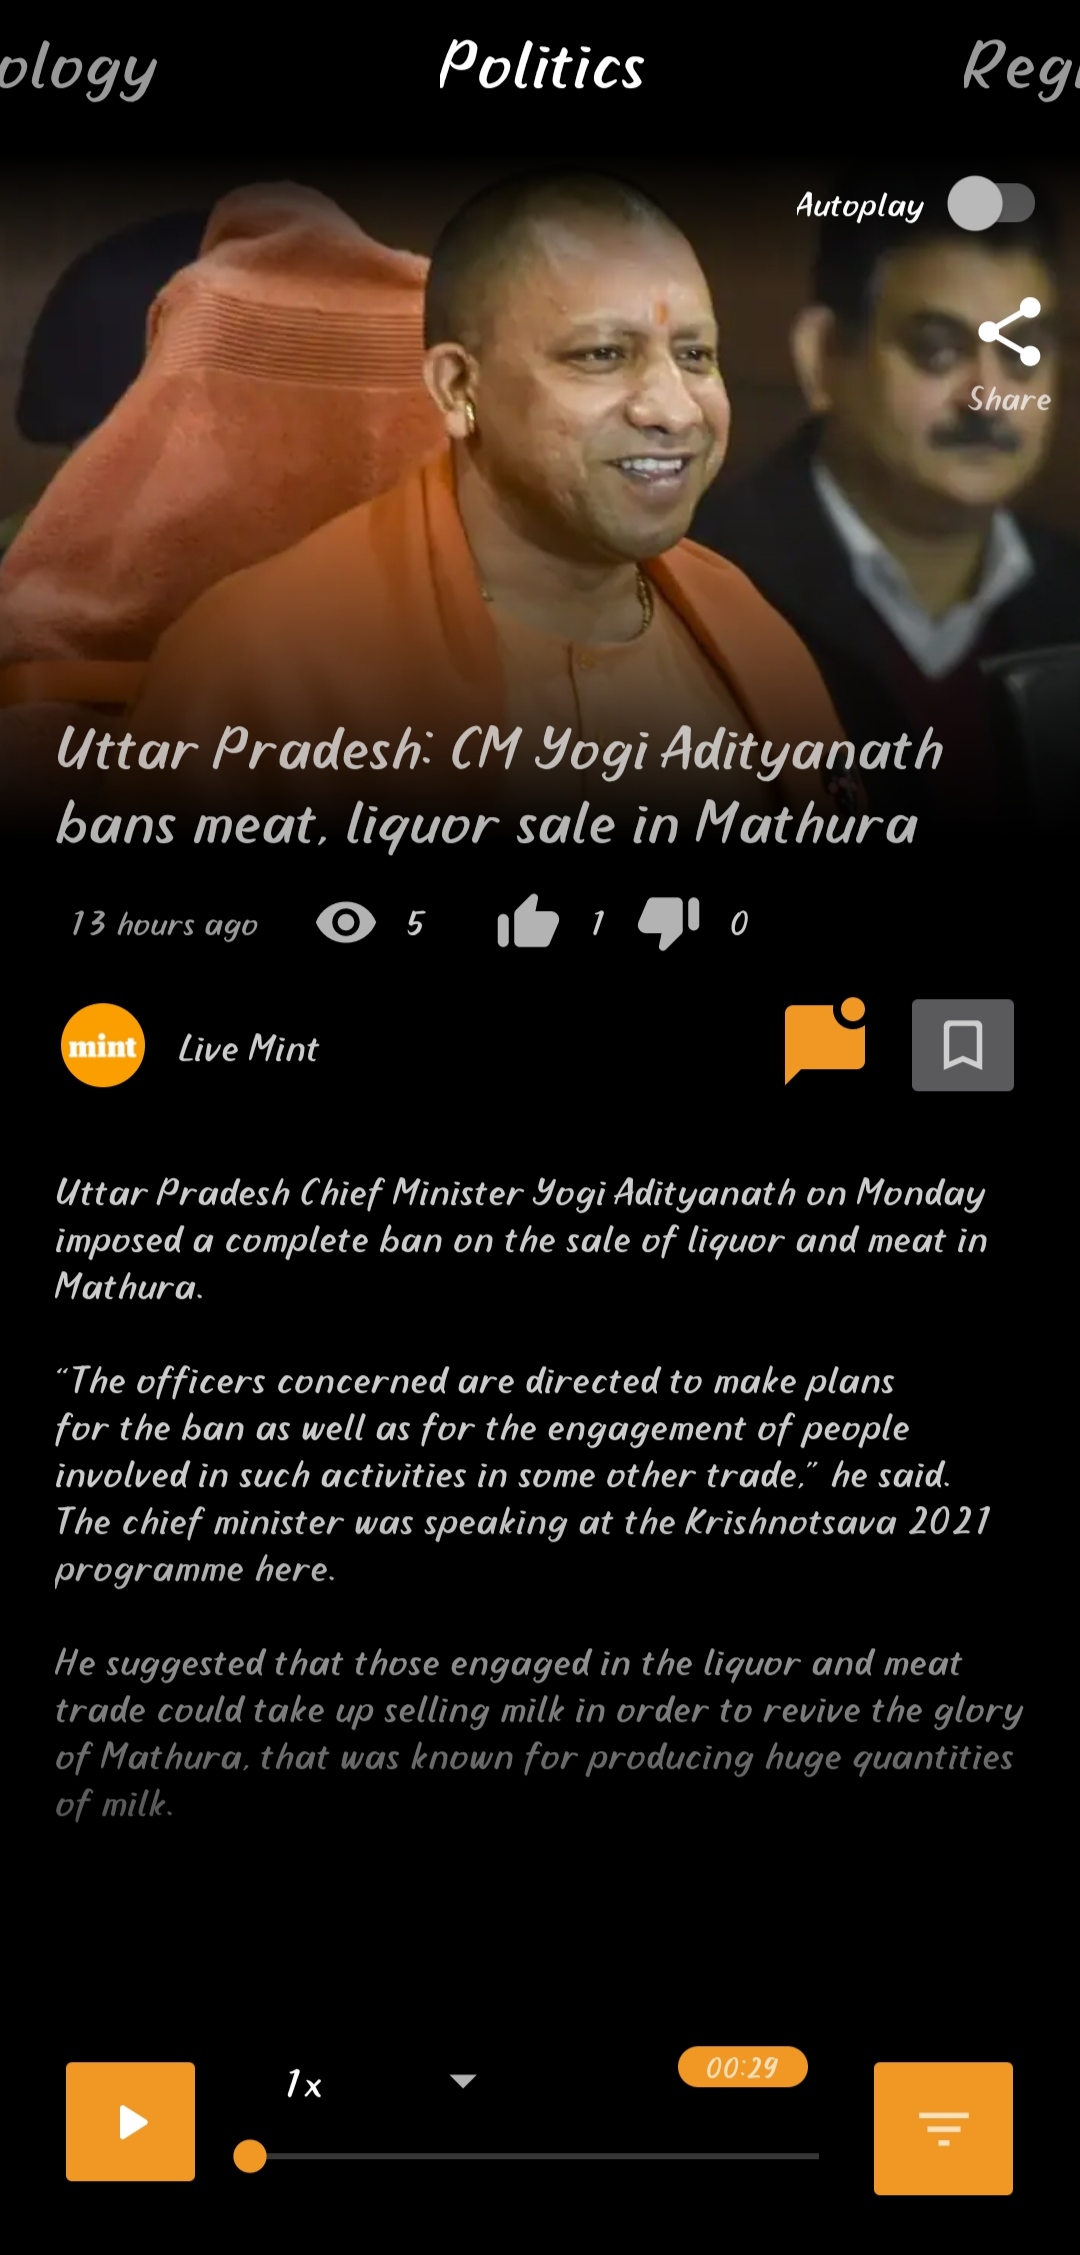 ology Politics Regi
Autoplay
Share
Uttar Pradesh: CM Yogi Adityanath
bans meat, liquor sale in Mathura
13 hours ago 5 1 0
mint Live Mint
Uttar Pradesh Chief Minister Yogi Adityanath on Monday
imposed a complete ban on the sale of liquor and meat in
Mathura.
“The officers concerned are directed to make plans
for the ban as well as for the engagement of people
involved in such activities in some other trade,” he said.
The chief minister was speaking at the Krishnotsava 2021
programme here.
He suggested that those engaged in the liquor and meat
trade could take up selling milk in order to revive the glory
of Mathura, that was known for producing huge quantities
of milk.
1x 00:29